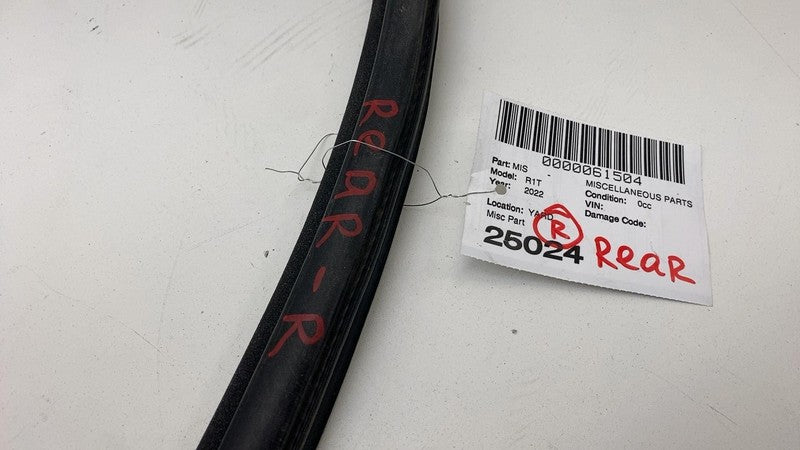 ReaR-R
0000061504
Part: MIS - MISCELLANEOUS PARTS
Model: R1T Condition: 0cc
Year: 2022 VIN:
Damage Code:
Location: YARD
Misc Part
R
25024 ReaR